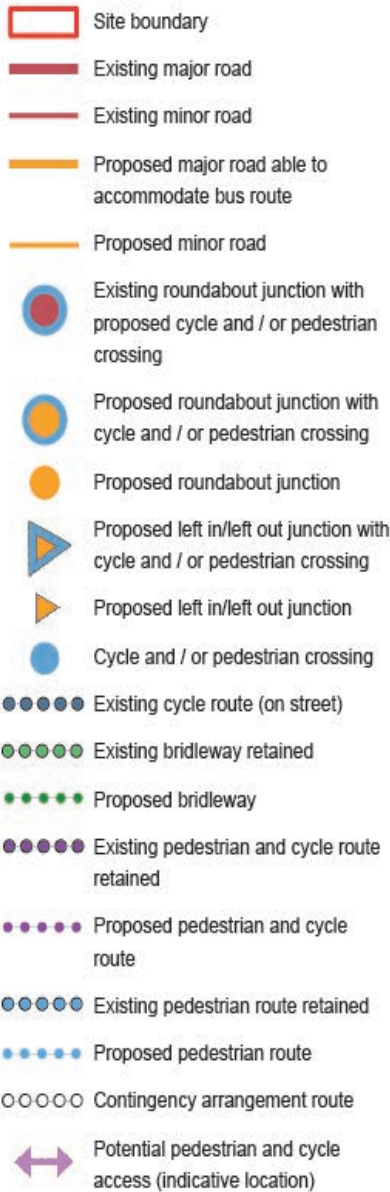 Site boundary
Existing major road
Existing minor road
Proposed major road able to
accommodate bus route
Proposed minor road
Existing roundabout junction with
proposed cycle and / or pedestrian
crossing
Proposed roundabout junction with
cycle and / or pedestrian crossing
Proposed roundabout junction
Proposed left in/left out junction with
cycle and / or pedestrian crossing
Proposed left in/left out junction
Cycle and / or pedestrian crossing
Existing cycle route (on street)
Existing bridleway retained
Proposed bridleway
Existing pedestrian and cycle route
retained
Proposed pedestrian and cycle
route
Existing pedestrian route retained
Proposed pedestrian route
Contingency arrangement route
Potential pedestrian and cycle
access (indicative location)